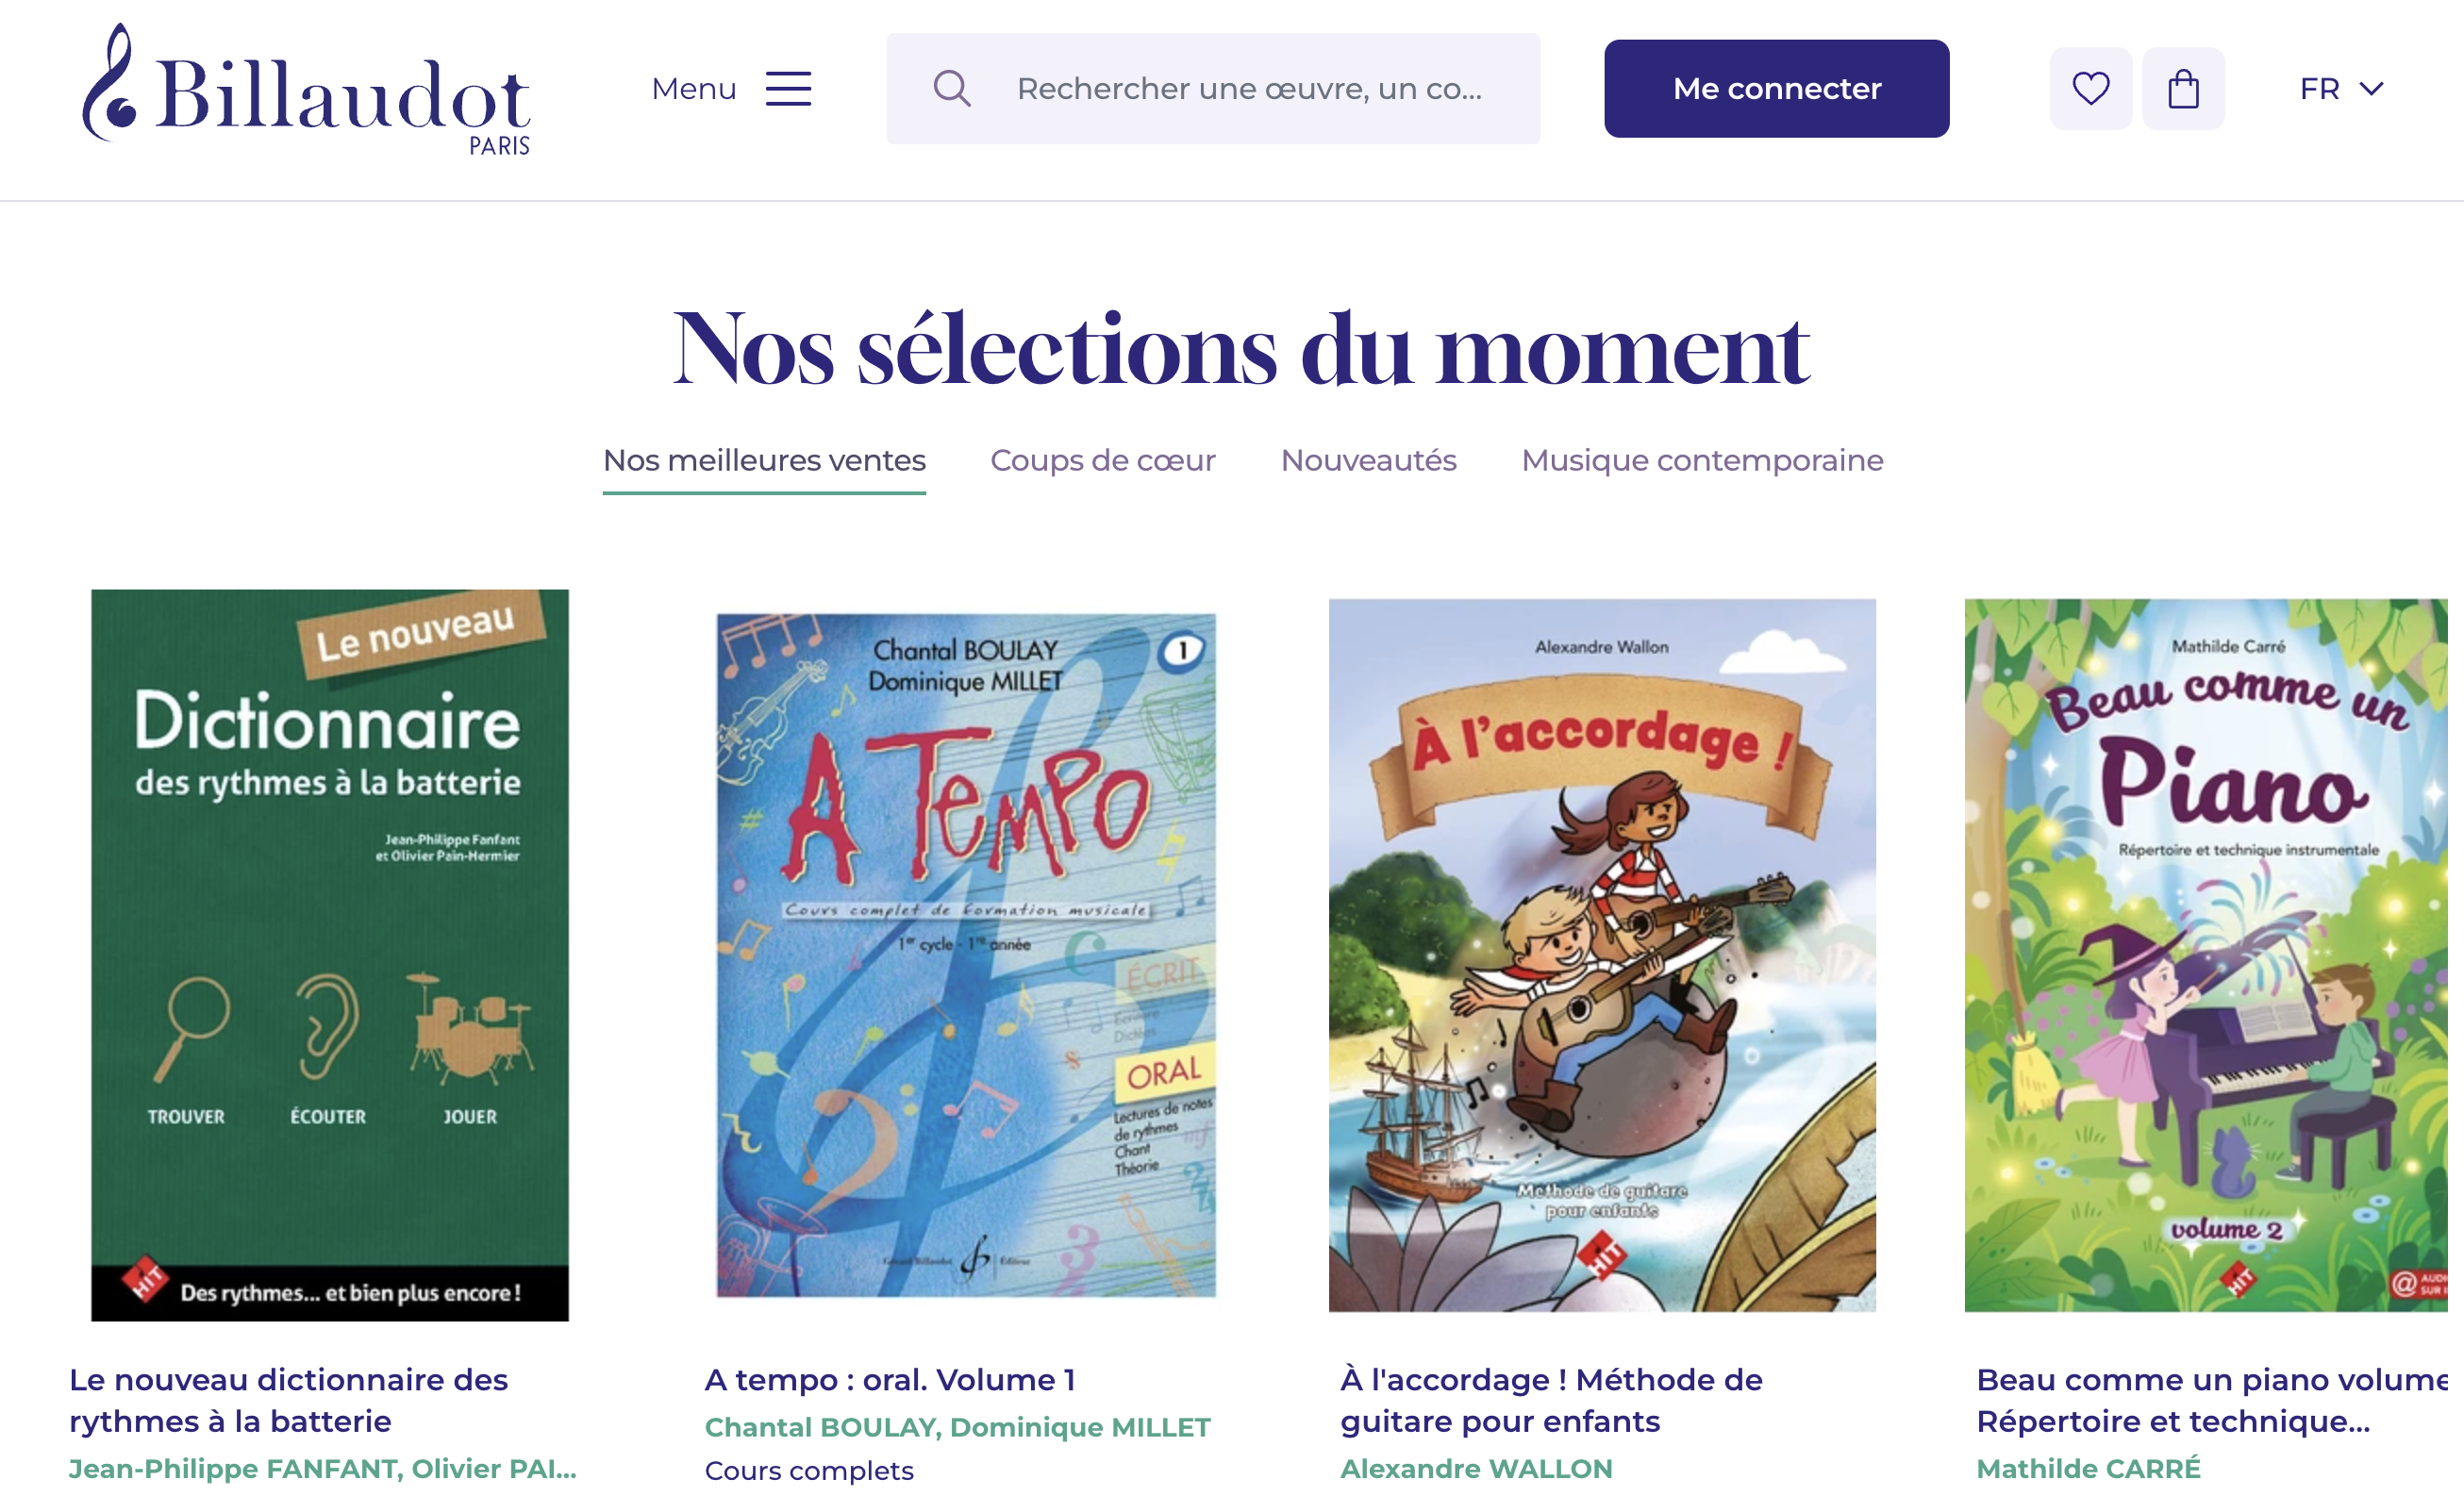 Billaudot
PARIS
Menu
Rechercher une œuvre, un co...
Me connecter
FR
Nos sélections du moment
Nos meilleures ventes
Coups de cœur
Nouveautés
Musique contemporaine
Le nouveau
Dictionnaire
des rythmes à la batterie
Jean-Philippe Fanfant
et Olivier Pain-Hermier
TROUVER
ÉCOUTER
JOUER
HIT
Des rythmes... et bien plus encore !
Le nouveau dictionnaire des
rythmes à la batterie
Jean-Philippe FANFANT, Olivier PAI...
Chantal BOULAY
Dominique MILLET
1
A TEMPO
Cours complet de formation musicale
1er cycle - 1re année
ÉCRIT
Écriture
Dictées
ORAL
Lectures de notes
de rythmes
Chant
Théorie
Gérard Billaudot Éditeur
A tempo : oral. Volume 1
Chantal BOULAY, Dominique MILLET
Cours complets
Alexandre Wallon
À l'accordage !
Méthode de guitare
pour enfants
HIT
À l'accordage ! Méthode de
guitare pour enfants
Alexandre WALLON
Mathilde Carré
Beau comme un
Piano
Répertoire et technique instrumentale
volume 2
HIT
@ AUDI
SUR I
Beau comme un piano volume
Répertoire et technique...
Mathilde CARRÉ